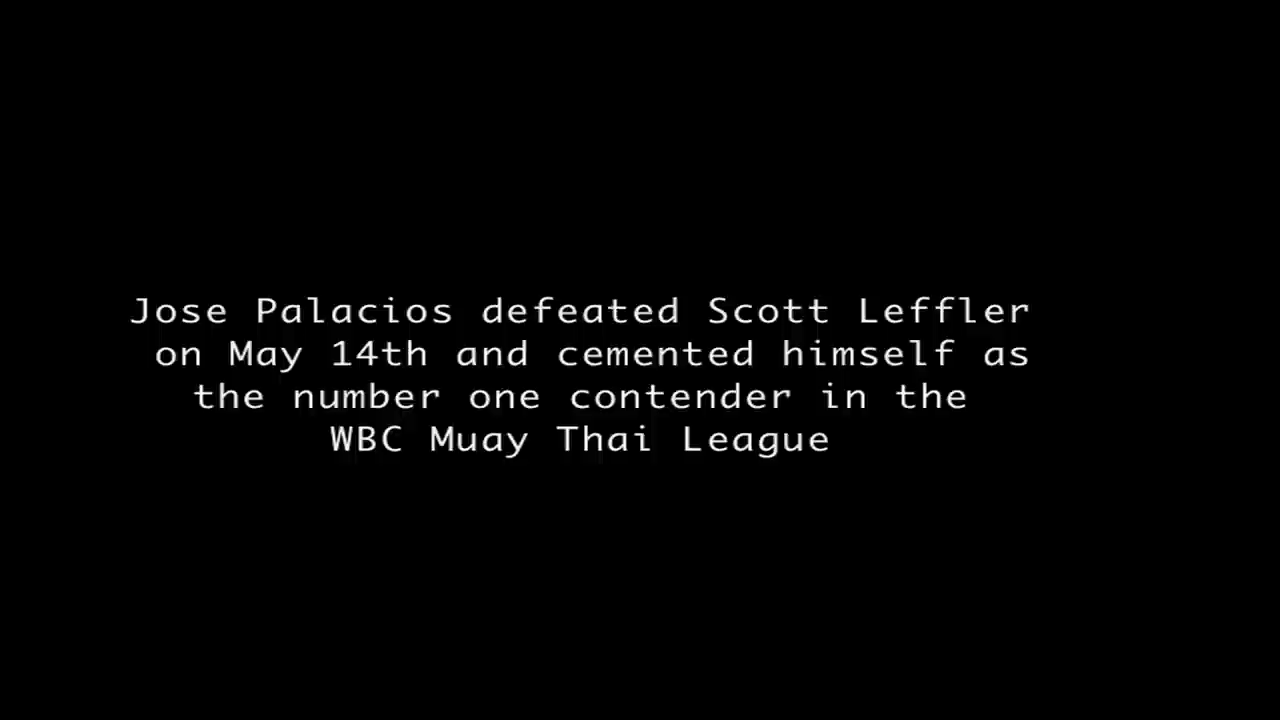 Jose Palacios defeated Scott Leffler
on May 14th and cemented himself as
the number one contender in the
WBC Muay Thai League